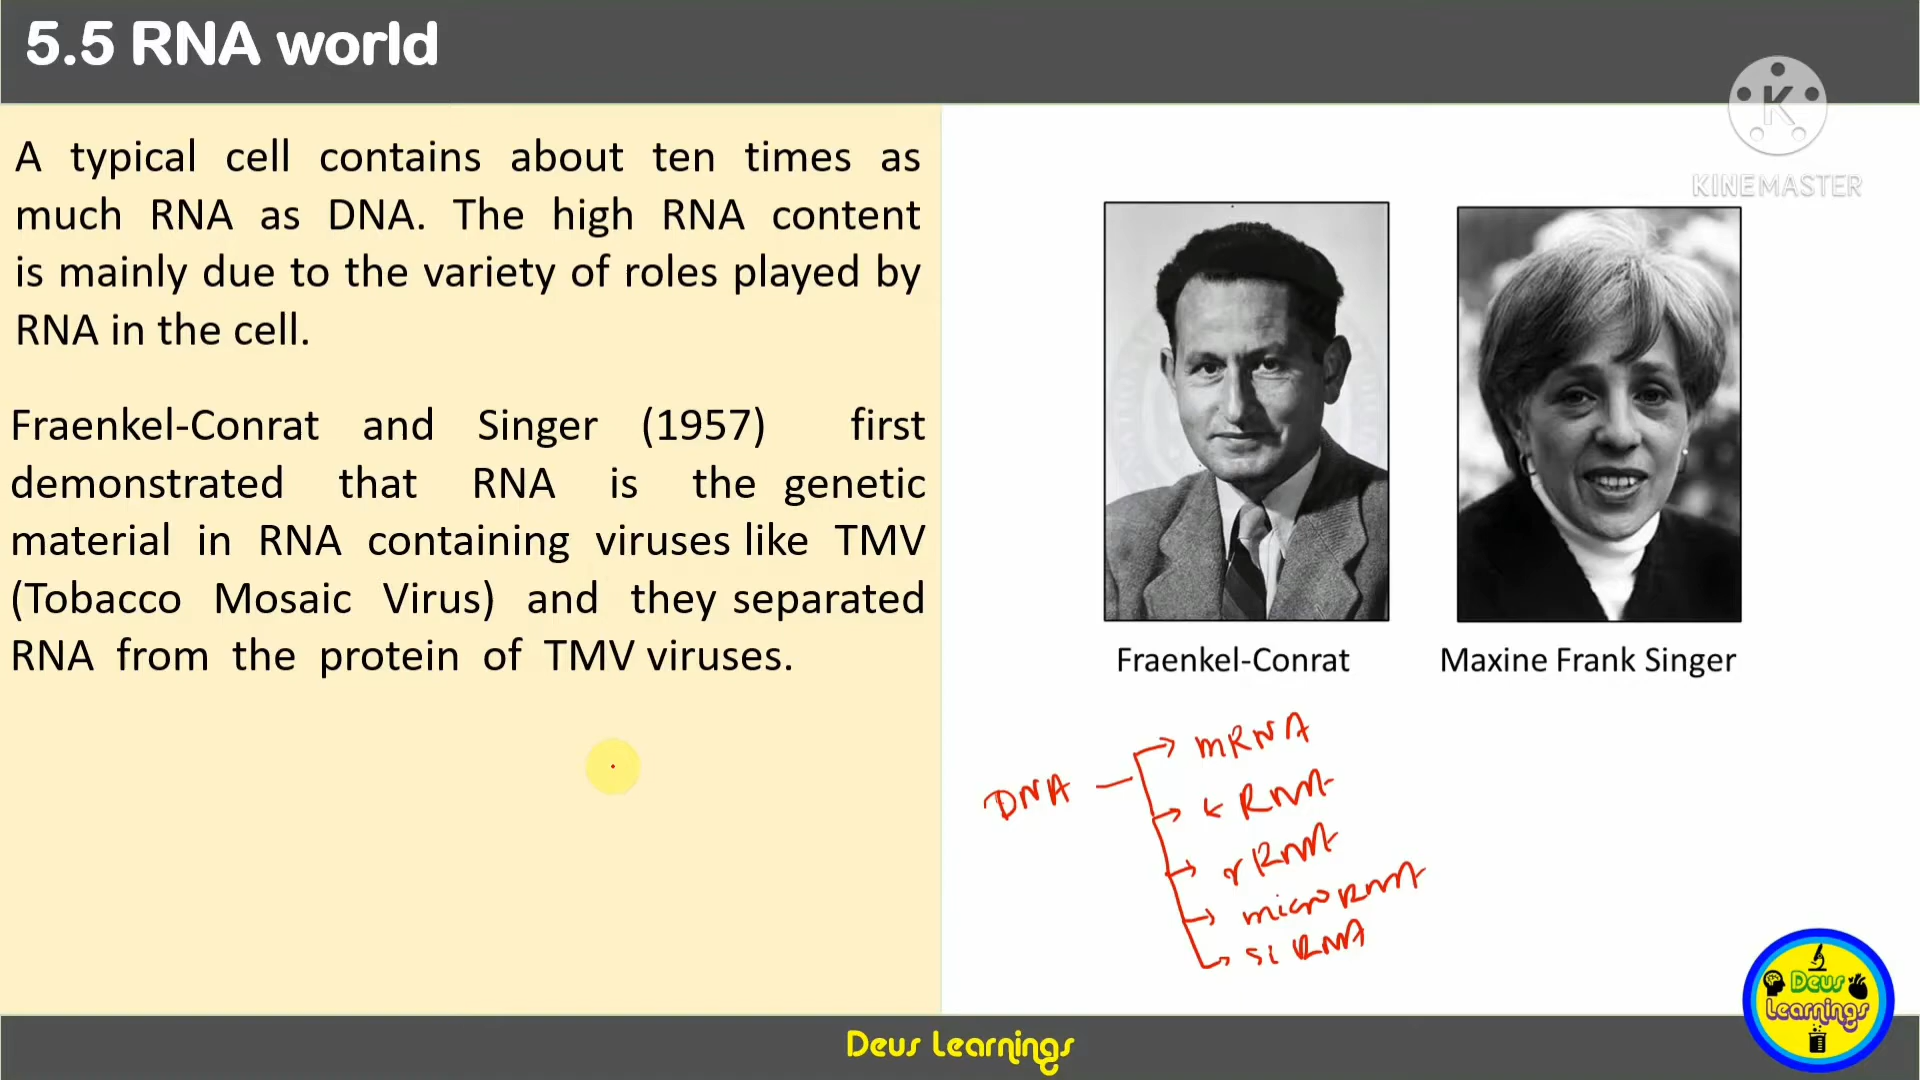 5.5 RNA world
KINEMASTER
A typical cell contains about ten times as
much RNA as DNA. The high RNA content
is mainly due to the variety of roles played by
RNA in the cell.
Fraenkel-Conrat and Singer (1957) first
demonstrated that RNA is the genetic
material in RNA containing viruses like TMV
(Tobacco Mosaic Virus) and they separated
RNA from the protein of TMV viruses.
Fraenkel-Conrat
Maxine Frank Singer
DNA
mRNA
tRNA
rRNA
microRNA
siRNA
Deus
Learnings
Deus Learnings